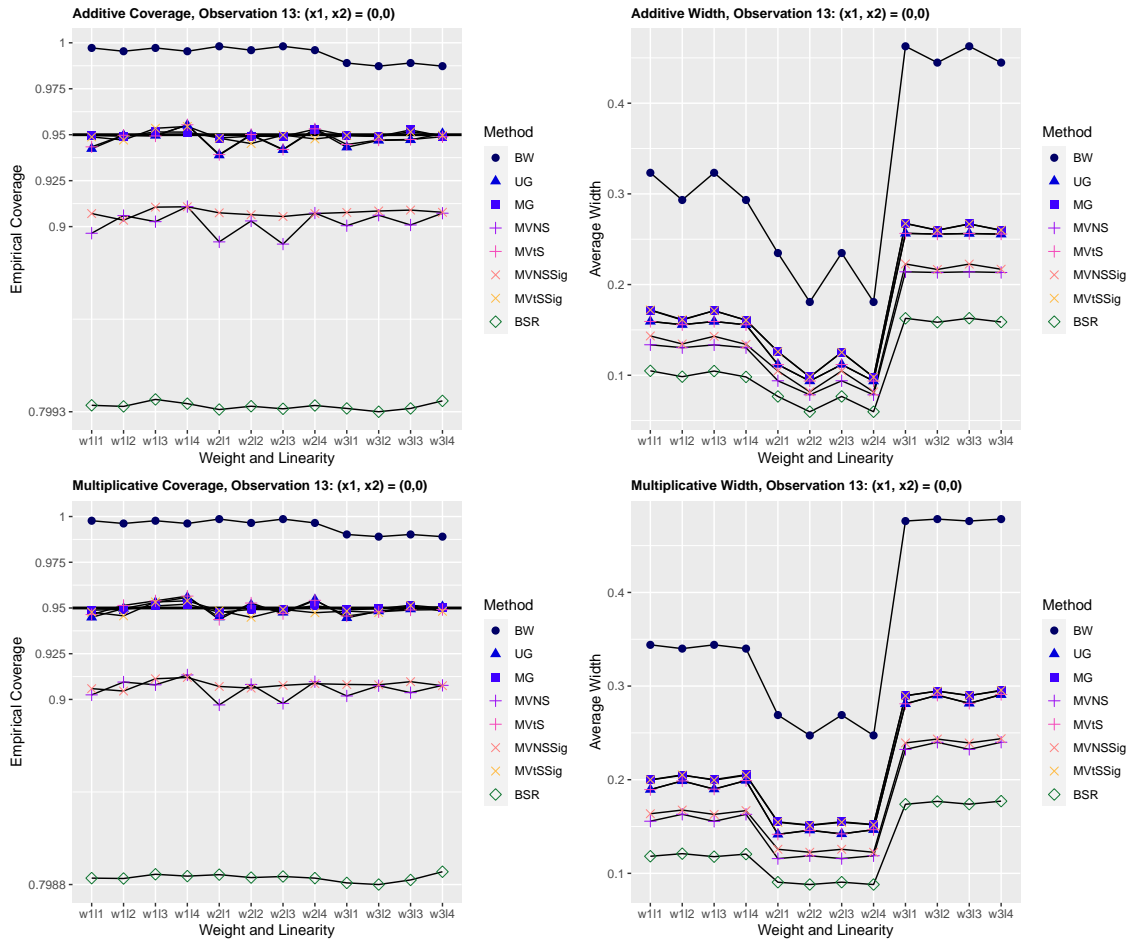 Additive Coverage, Observation 13: (x1, x2) = (0,0)
Empirical Coverage
1
0.975
0.95
0.925
0.9
0.7993
w1l1 w1l2 w1l3 w1l4 w2l1 w2l2 w2l3 w2l4 w3l1 w3l2 w3l3 w3l4
Weight and Linearity
Method
BW
UG
MG
MVNS
MVtS
MVNSSig
MVtSSig
BSR
Additive Width, Observation 13: (x1, x2) = (0,0)
Average Width
0.4
0.3
0.2
0.1
w1l1 w1l2 w1l3 w1l4 w2l1 w2l2 w2l3 w2l4 w3l1 w3l2 w3l3 w3l4
Weight and Linearity
Method
BW
UG
MG
MVNS
MVtS
MVNSSig
MVtSSig
BSR
Multiplicative Coverage, Observation 13: (x1, x2) = (0,0)
Empirical Coverage
1
0.975
0.95
0.925
0.9
0.7988
w1l1 w1l2 w1l3 w1l4 w2l1 w2l2 w2l3 w2l4 w3l1 w3l2 w3l3 w3l4
Weight and Linearity
Method
BW
UG
MG
MVNS
MVtS
MVNSSig
MVtSSig
BSR
Multiplicative Width, Observation 13: (x1, x2) = (0,0)
Average Width
0.4
0.3
0.2
0.1
w1l1 w1l2 w1l3 w1l4 w2l1 w2l2 w2l3 w2l4 w3l1 w3l2 w3l3 w3l4
Weight and Linearity
Method
BW
UG
MG
MVNS
MVtS
MVNSSig
MVtSSig
BSR